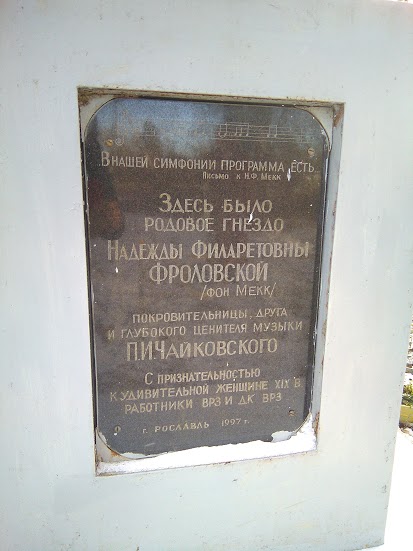 В НАШЕЙ СИМФОНИИ ПРОГРАММА ЕСТЬ
ПИСЬМО К Н.Ф. МЕКК
ЗДЕСЬ БЫЛО
РОДОВОЕ ГНЕЗДО
НАДЕЖДЫ ФИЛАРЕТОВНЫ
ФРОЛОВСКОЙ
/ФОН МЕКК/
ПОКРОВИТЕЛЬНИЦЫ, ДРУГА
И ГЛУБОКОГО ЦЕНИТЕЛЯ МУЗЫКИ
П.И.ЧАЙКОВСКОГО
С ПРИЗНАТЕЛЬНОСТЬЮ
К УДИВИТЕЛЬНОЙ ЖЕНЩИНЕ XIX В
РАБОТНИКИ ВРЗ И ДК ВРЗ
г. РОСЛАВЛЬ 1997 г.